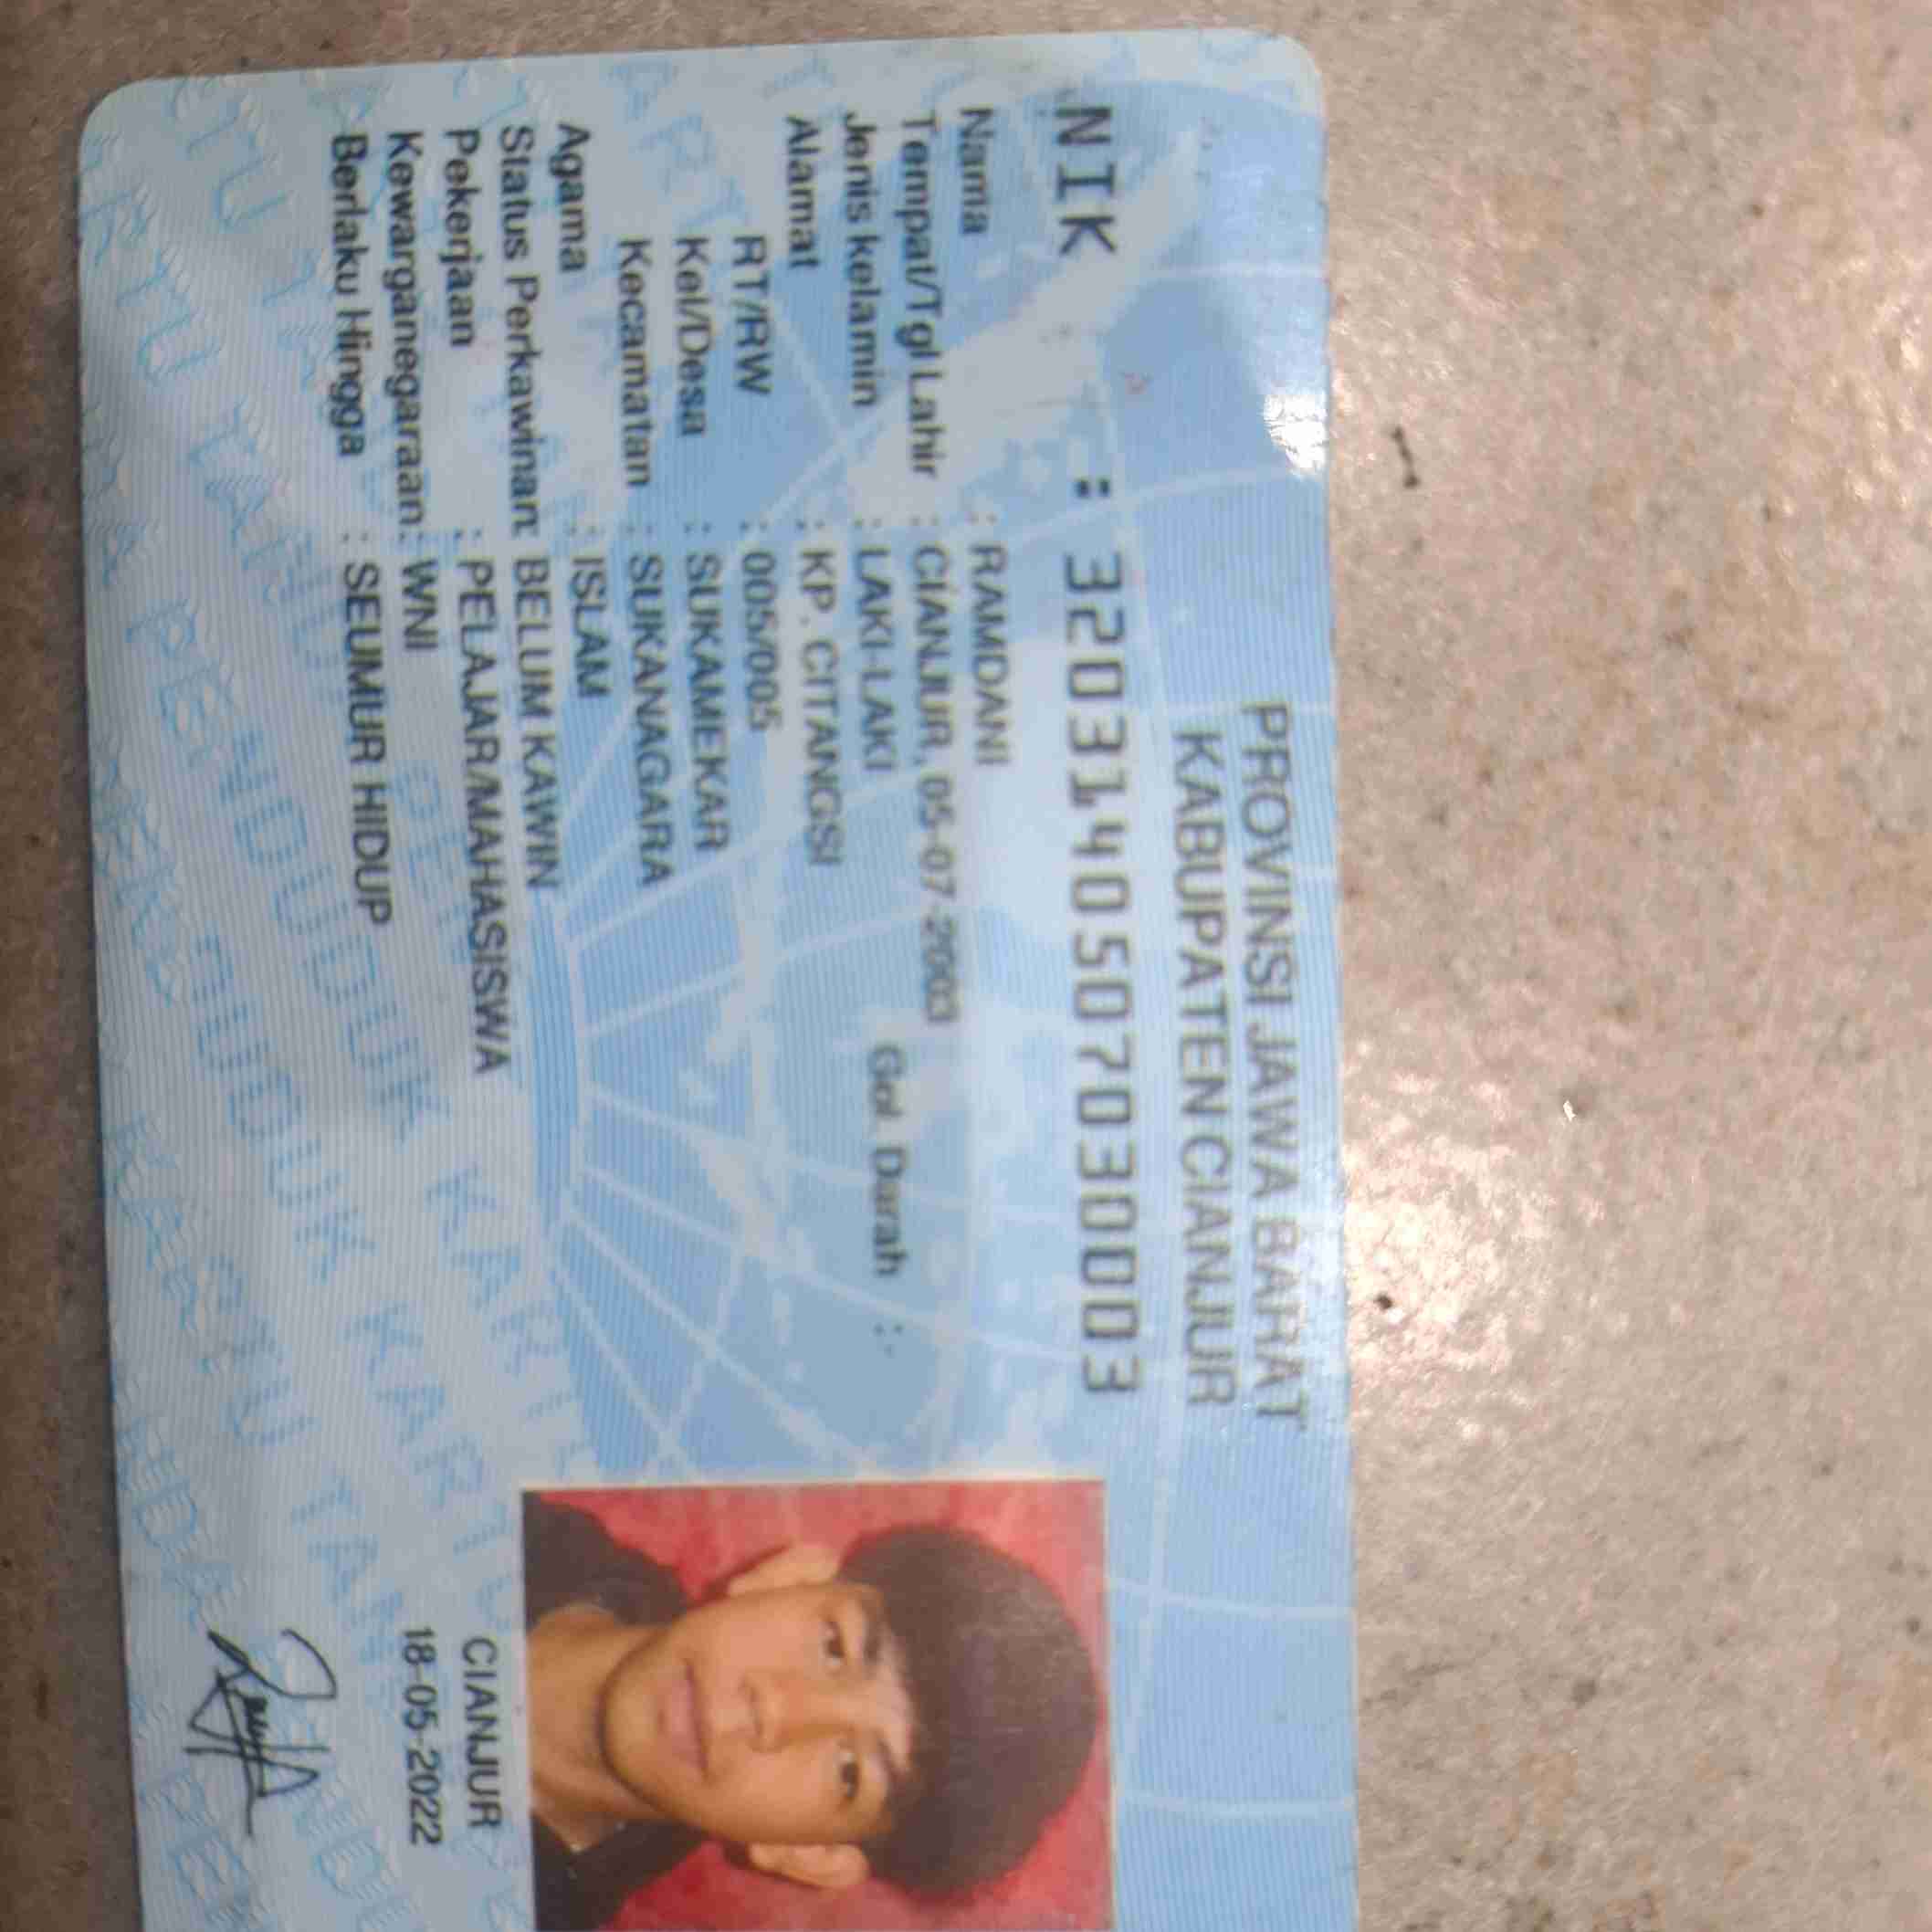 PROVINSI JAWA BARAT
KABUPATEN CIANJUR
NIK : 3203140507030003
Nama : RAMDANI
Tempat/Tgl Lahir : CIANJUR, 05-07-2003
Jenis kelamin : LAKI-LAKI Gol. Darah :
Alamat : KP. CITANGSI
RT/RW : 005/005
Kel/Desa : SUKAMEKAR
Kecamatan : SUKANAGARA
Agama : ISLAM
Status Perkawinan: BELUM KAWIN
Pekerjaan : PELAJAR/MAHASISWA
Kewarganegaraan: WNI
Berlaku Hingga : SEUMUR HIDUP
CIANJUR
18-05-2022